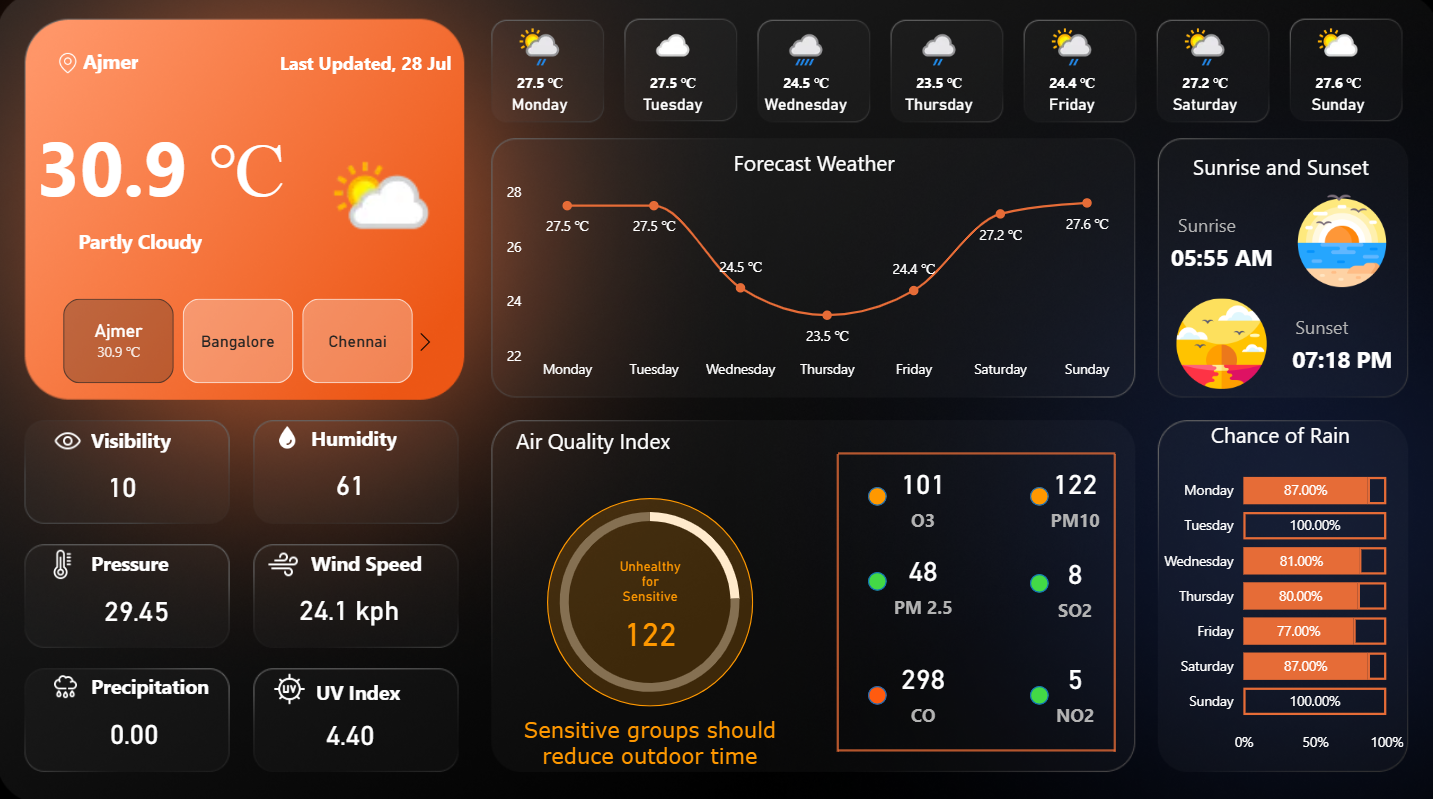 Ajmer
Last Updated, 28 Jul
30.9 ℃
Partly Cloudy
Ajmer
30.9 ℃
Bangalore
Chennai
27.5 ℃
Monday
27.5 ℃
Tuesday
24.5 ℃
Wednesday
23.5 ℃
Thursday
24.4 ℃
Friday
27.2 ℃
Saturday
27.6 ℃
Sunday
Forecast Weather
28
26
24
22
27.5 ℃
27.5 ℃
24.5 ℃
23.5 ℃
24.4 ℃
27.2 ℃
27.6 ℃
Monday Tuesday Wednesday Thursday Friday Saturday Sunday
Sunrise and Sunset
Sunrise
05:55 AM
Sunset
07:18 PM
Visibility
10
Humidity
61
Pressure
29.45
Wind Speed
24.1 kph
Precipitation
0.00
UV
UV Index
4.40
Air Quality Index
Unhealthy
for
Sensitive
122
Sensitive groups should
reduce outdoor time
101
O3
122
PM10
48
PM 2.5
8
SO2
298
CO
5
NO2
Chance of Rain
Monday 87.00%
Tuesday 100.00%
Wednesday 81.00%
Thursday 80.00%
Friday 77.00%
Saturday 87.00%
Sunday 100.00%
0% 50% 100%